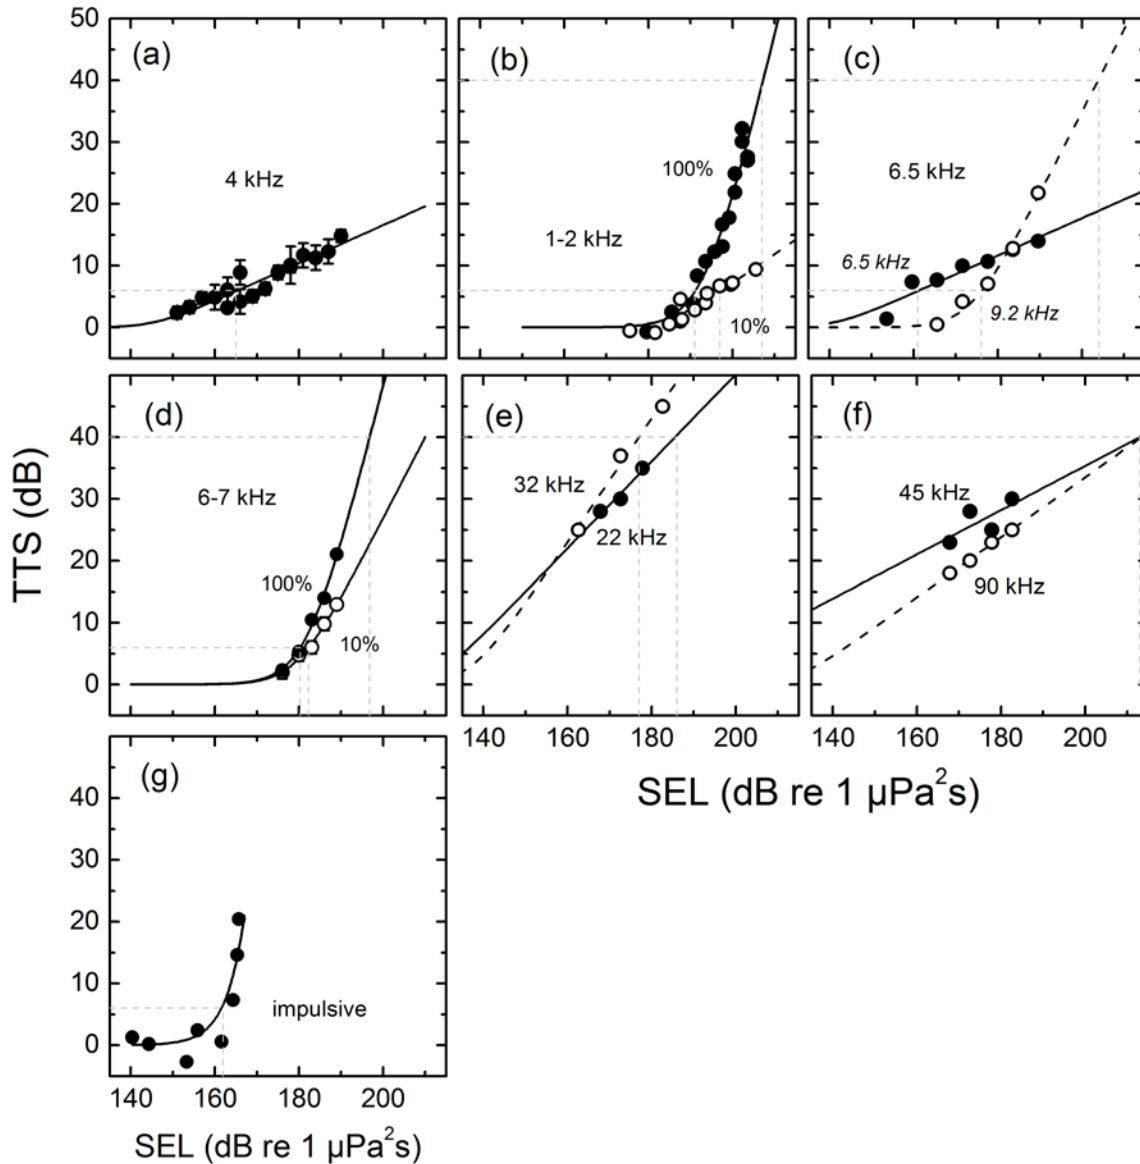 50
40
30
20
10
0
(a)
4 kHz
(b)
100%
1-2 kHz
10%
(c)
6.5 kHz
6.5 kHz
9.2 kHz
TTS (dB)
40
30
20
10
0
(d)
6-7 kHz
100%
10%
(e)
32 kHz
22 kHz
(f)
45 kHz
90 kHz
140 160 180 200
140 160 180 200
SEL (dB re 1 µPa²s)
40
30
20
10
0
(g)
impulsive
140 160 180 200
SEL (dB re 1 µPa²s)